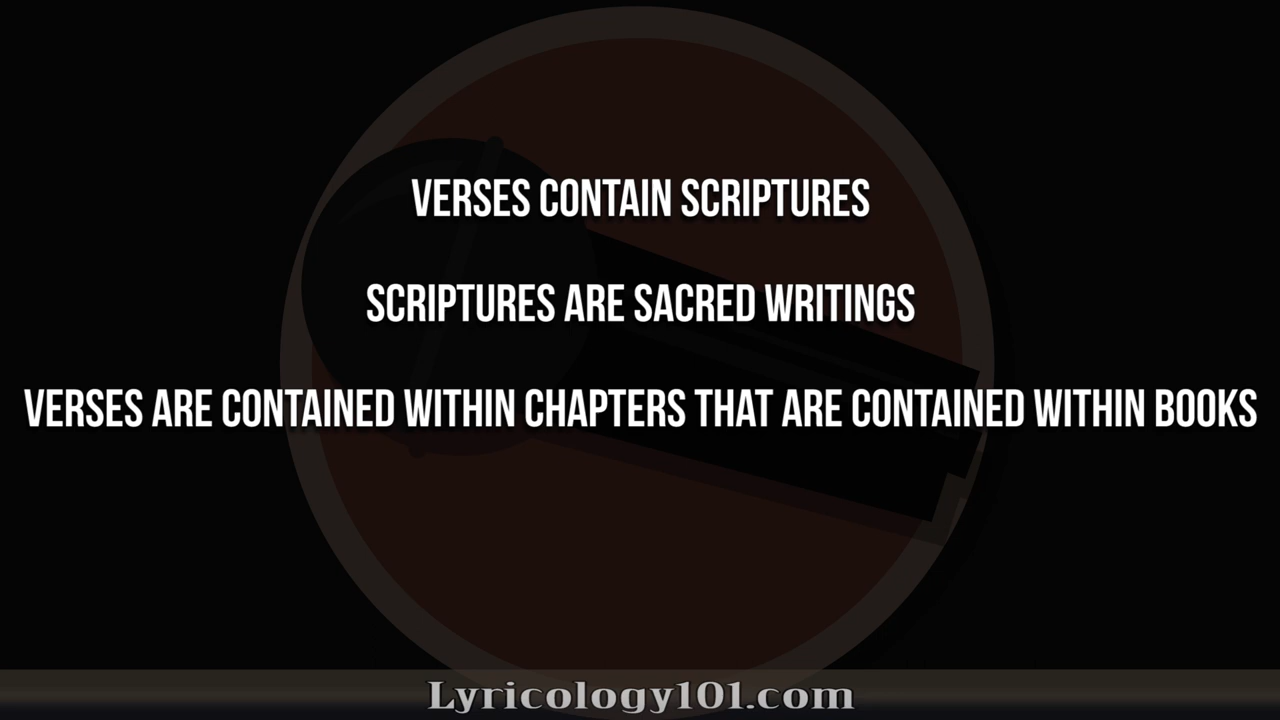 VERSES CONTAIN SCRIPTURES
SCRIPTURES ARE SACRED WRITINGS
VERSES ARE CONTAINED WITHIN CHAPTERS THAT ARE CONTAINED WITHIN BOOKS
Lyricology101.com